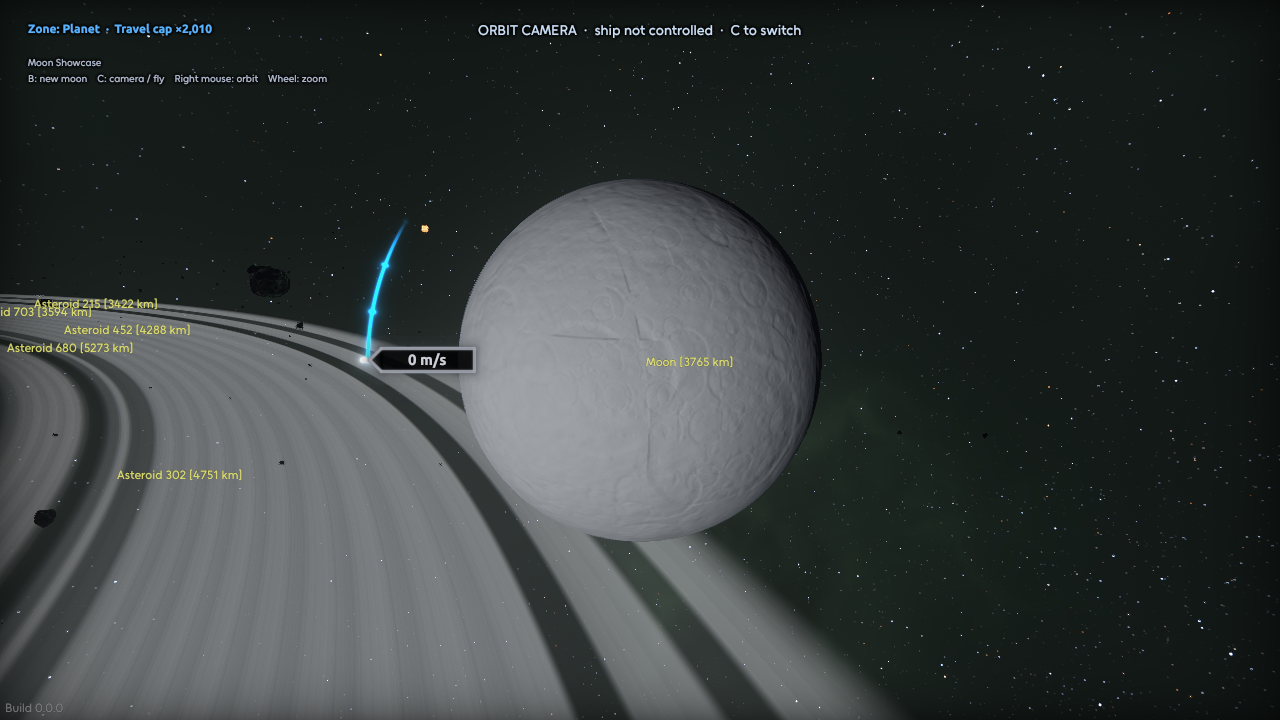 Zone: Planet · Travel cap ×2,010
ORBIT CAMERA · ship not controlled · C to switch
Moon Showcase
B: new moon C: camera / fly Right mouse: orbit Wheel: zoom
Asteroid 215 [3422 km]
id 703 [3594 km]
Asteroid 452 [4288 km]
Asteroid 680 [5273 km]
0 m/s
Moon [3765 km]
Asteroid 302 [4751 km]
Build 0.0.0